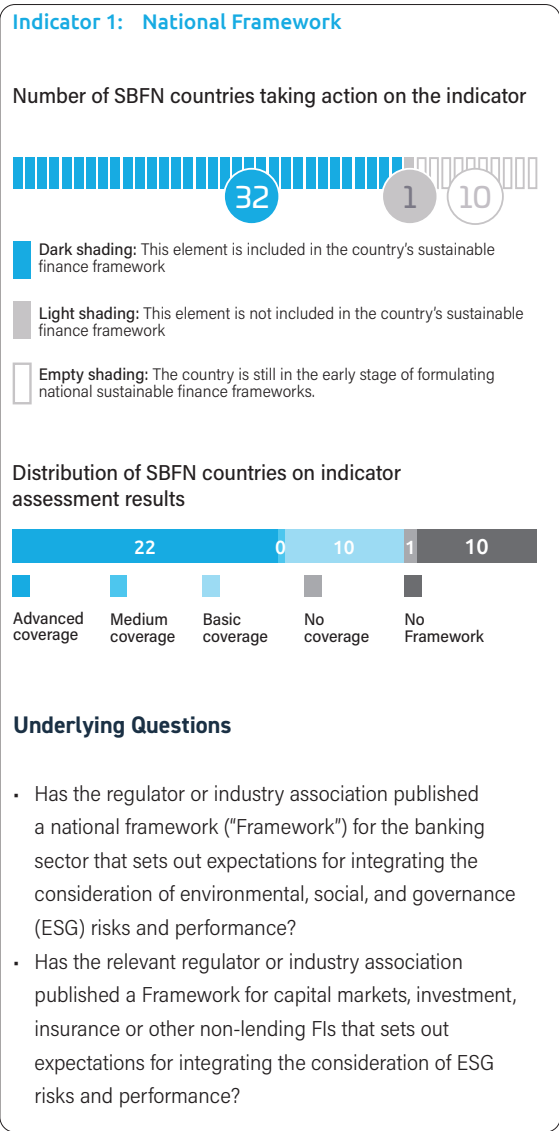 Indicator 1: National Framework
Number of SBFN countries taking action on the indicator
32 1 10
Dark shading: This element is included in the country's sustainable
finance framework
Light shading: This element is not included in the country's sustainable
finance framework
Empty shading: The country is still in the early stage of formulating
national sustainable finance frameworks.
Distribution of SBFN countries on indicator
assessment results
22 0 10 1 10
Advanced coverage
Medium coverage
Basic coverage
No coverage
No Framework
Underlying Questions
• Has the regulator or industry association published
a national framework (“Framework”) for the banking
sector that sets out expectations for integrating the
consideration of environmental, social, and governance
(ESG) risks and performance?
• Has the relevant regulator or industry association
published a Framework for capital markets, investment,
insurance or other non-lending FIs that sets out
expectations for integrating the consideration of ESG
risks and performance?